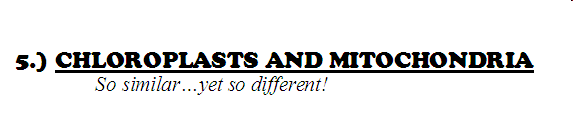 5.) CHLOROPLASTS AND MITOCHONDRIA
So similar...yet so different!